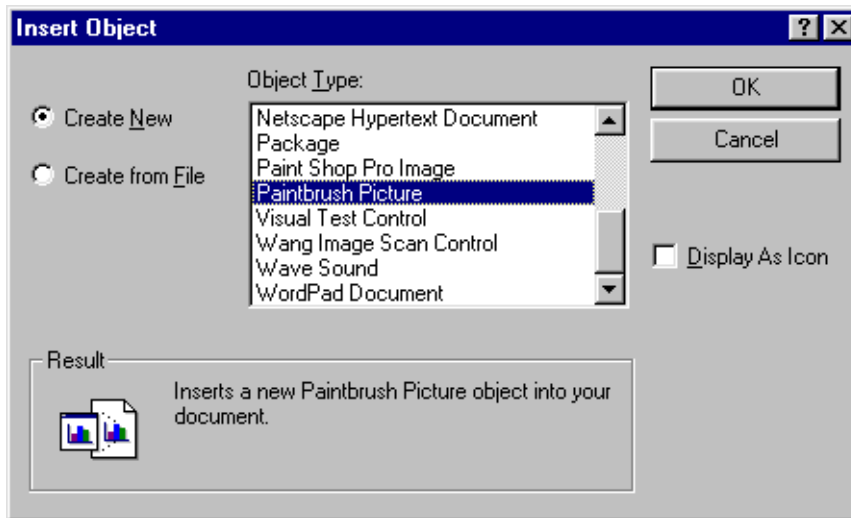 Insert Object
Object Type:
Create New
Create from File
Netscape Hypertext Document
Package
Paint Shop Pro Image
Paintbrush Picture
Visual Test Control
Wang Image Scan Control
Wave Sound
WordPad Document
OK
Cancel
Display As Icon
Result
Inserts a new Paintbrush Picture object into your
document.